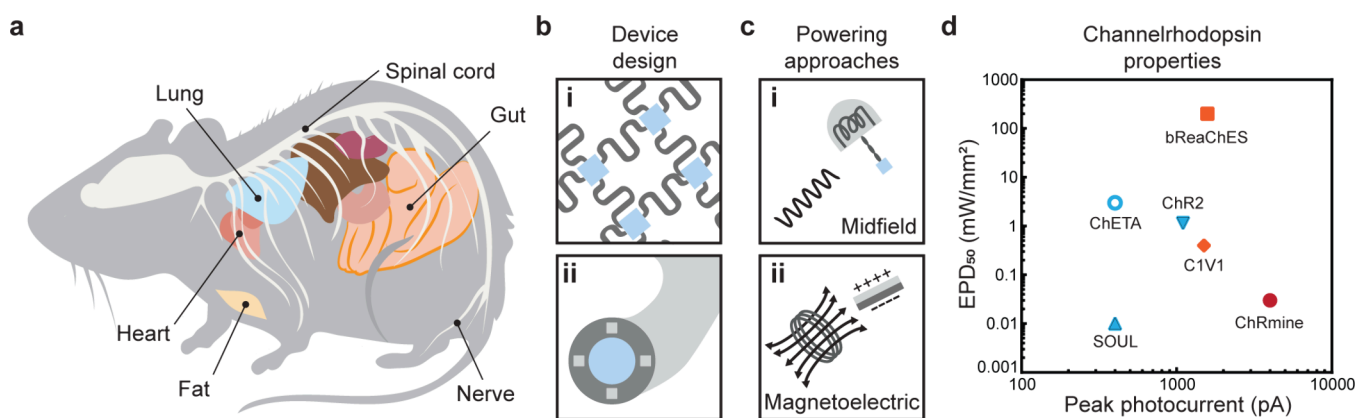 a
Spinal cord
Lung
Gut
Heart
Fat
Nerve
b
Device
design
i
ii
c
Powering
approaches
i
Midfield
ii
++++
----
Magnetoelectric
d
Channelrhodopsin
properties
EPD₅₀ (mW/mm²)
1000
100
10
1
0.1
0.01
0.001
bReaChES
ChETA
ChR2
C1V1
ChRmine
SOUL
100
1000
10000
Peak photocurrent (pA)